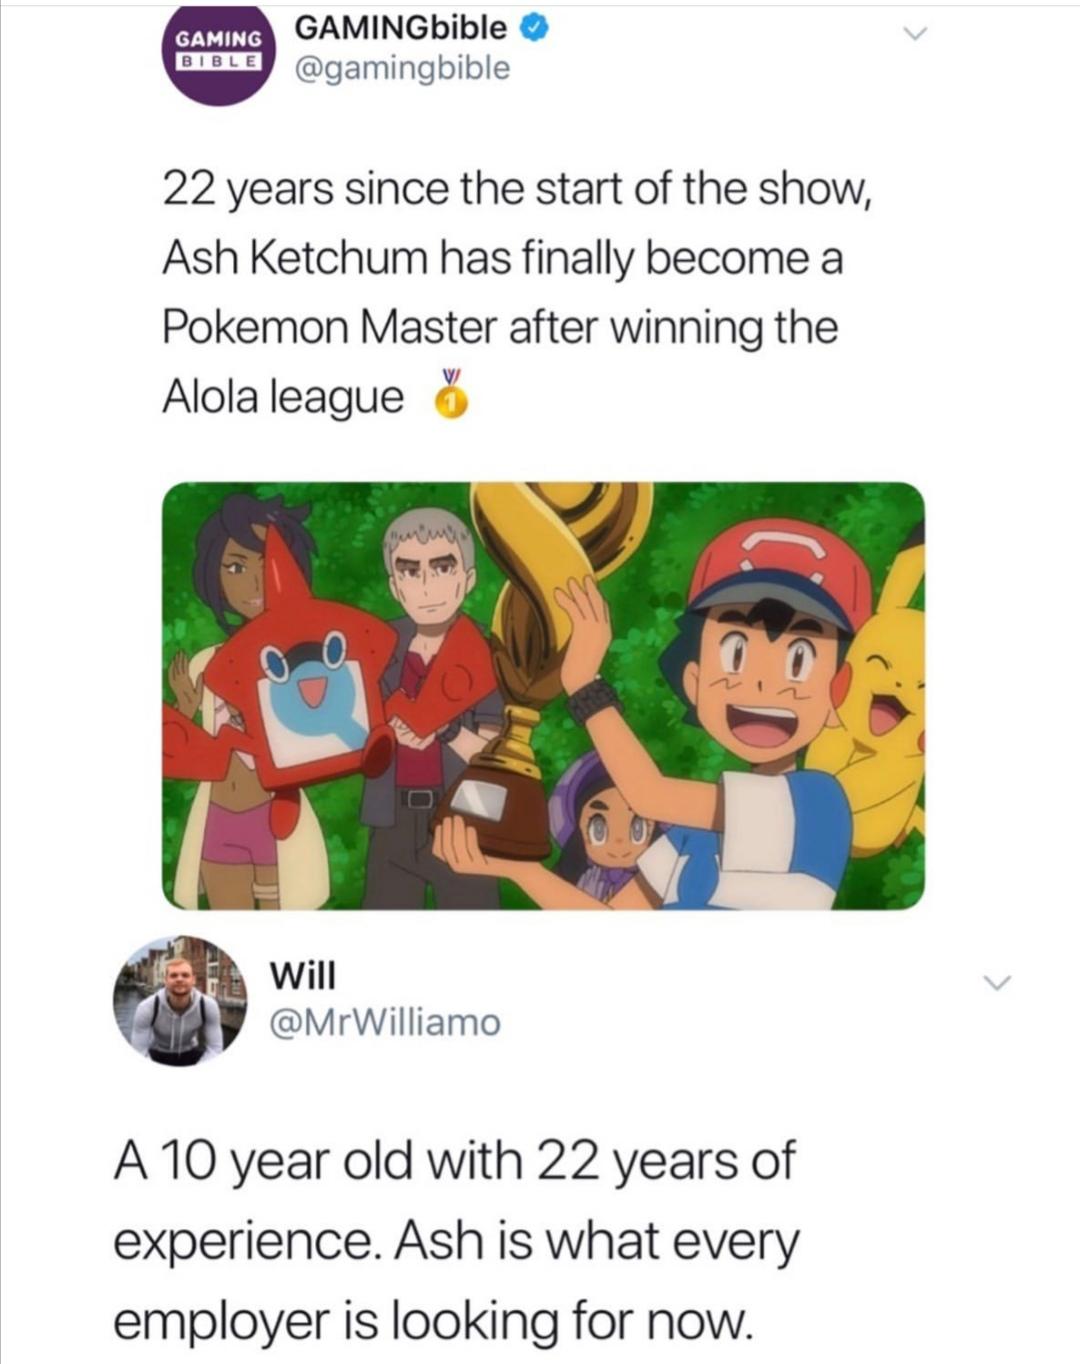 GAMING
BIBLE
GAMINGbible
@gamingbible
22 years since the start of the show,
Ash Ketchum has finally become a
Pokemon Master after winning the
Alola league 🥇
Will
@MrWilliamo
A 10 year old with 22 years of
experience. Ash is what every
employer is looking for now.